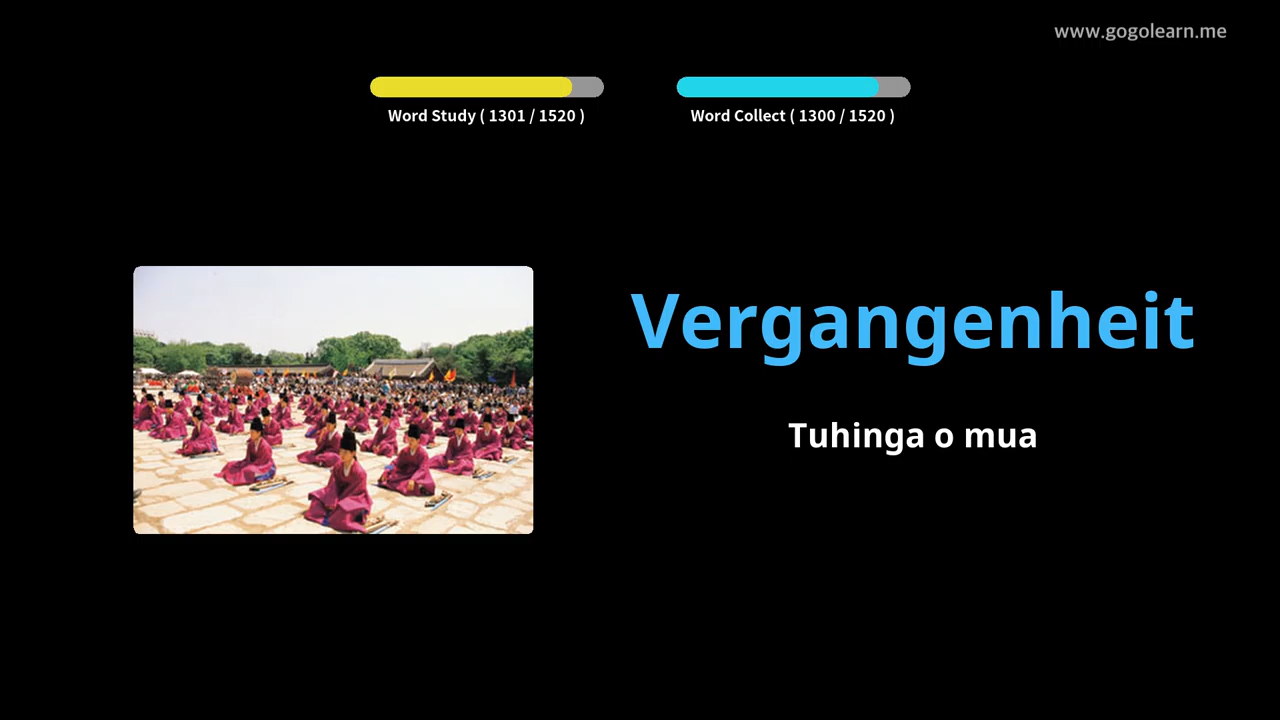 www.gogolearn.me
Word Study ( 1301 / 1520 )
Word Collect ( 1300 / 1520 )
Vergangenheit
Tuhinga o mua